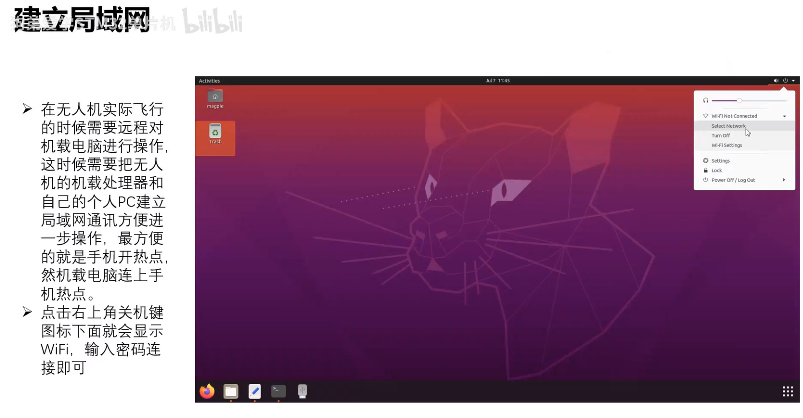 建立局域网
bilibili
➢ 在无人机实际飞行
的时候需要远程对
机载电脑进行操作,
这时候需要把无人
机的机载处理器和
自己的个人PC建立
局域网通讯方便进
一步操作，最方便
的就是手机开热点,
然机载电脑连上手
机热点。
➢ 点击右上角关机键
图标下面就会显示
WiFi，输入密码连
接即可
Activities
Jul 7 11:45
Trash
Wi-Fi Not Connected
Select Network
Turn Off
Wi-Fi Settings
Settings
Lock
Power Off / Log Out